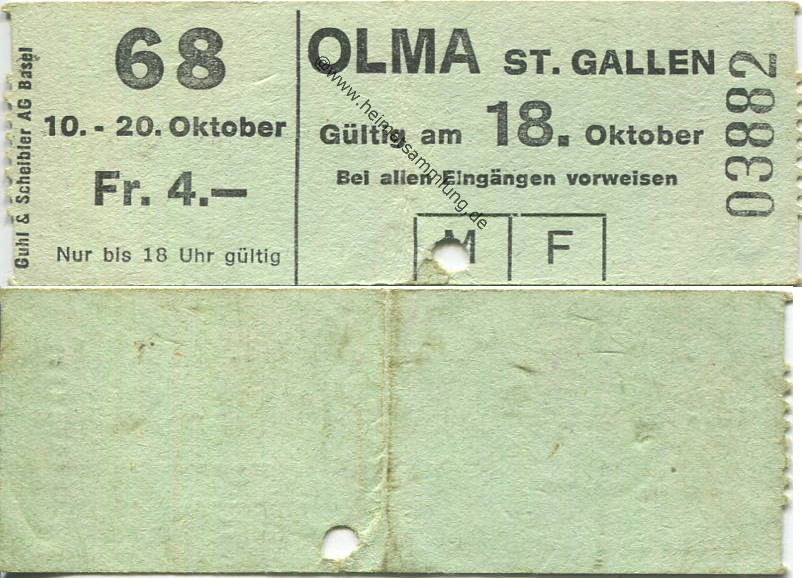 Guhl & Scheibler AG Basel
68
10. - 20. Oktober
Fr. 4.—
Nur bis 18 Uhr gültig
OLMA ST. GALLEN
Gültig am 18. Oktober
Bei allen Eingängen vorweisen
M F
03882
©www.heimatsammlung.de